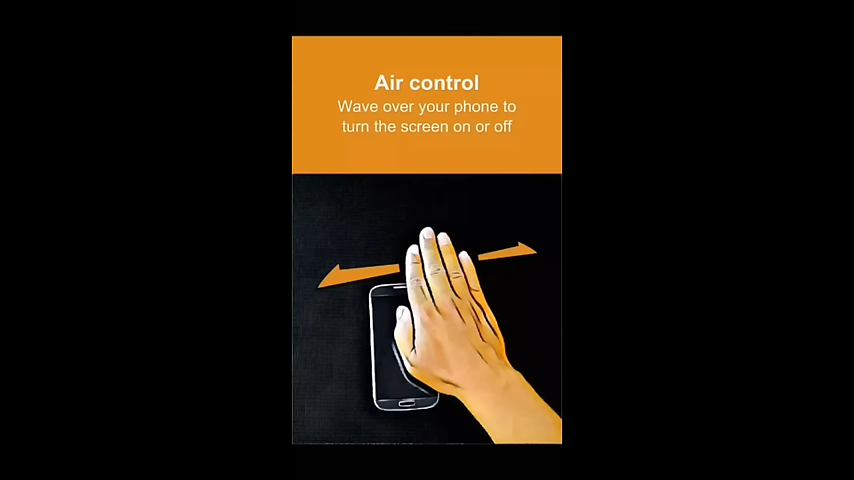 Air control
Wave over your phone to
turn the screen on or off